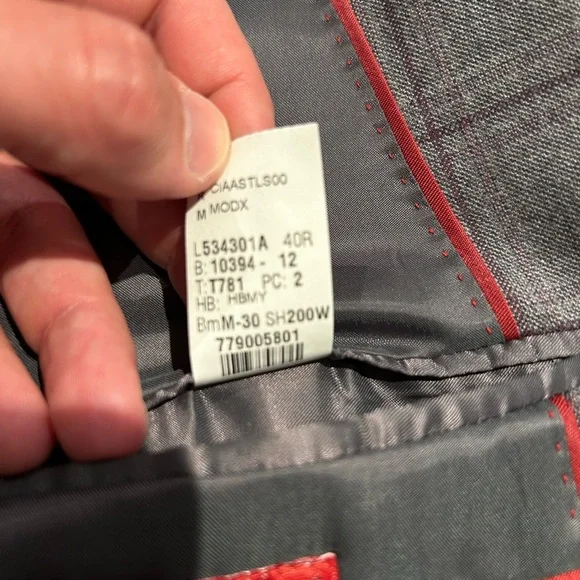 CIAASTLS00
M MODX
L534301A 40R
B: 10394 - 12
T: T781 PC: 2
HB: HBMY
BmM-30 SH200W
779005801